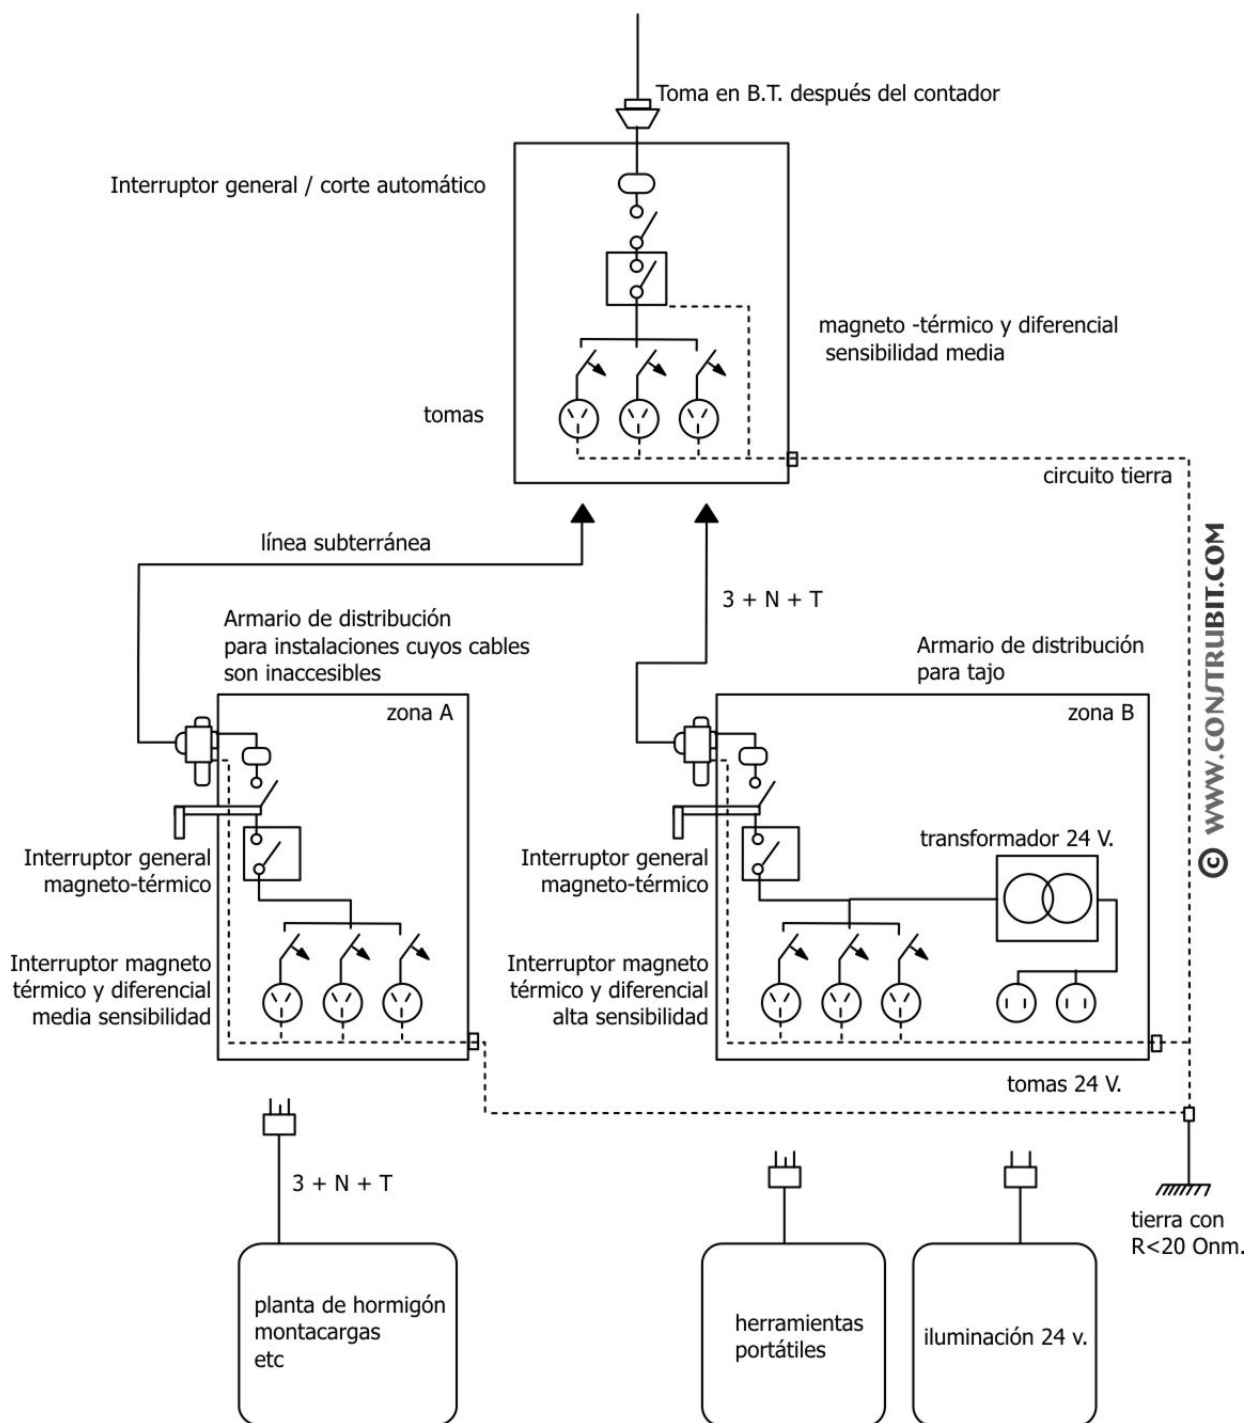 Toma en B.T. después del contador
Interruptor general / corte automático
magneto -térmico y diferencial
sensibilidad media
tomas
circuito tierra
línea subterránea
3 + N + T
Armario de distribución
para instalaciones cuyos cables
son inaccesibles
Armario de distribución
para tajo
zona A
zona B
transformador 24 V.
Interruptor general
magneto-térmico
Interruptor general
magneto-térmico
Interruptor magneto
térmico y diferencial
media sensibilidad
Interruptor magneto
térmico y diferencial
alta sensibilidad
tomas 24 V.
3 + N + T
tierra con
R<20 Onm.
planta de hormigón
montacargas
etc
herramientas
portátiles
iluminación 24 v.
© WWW.CONSTRUBIT.COM